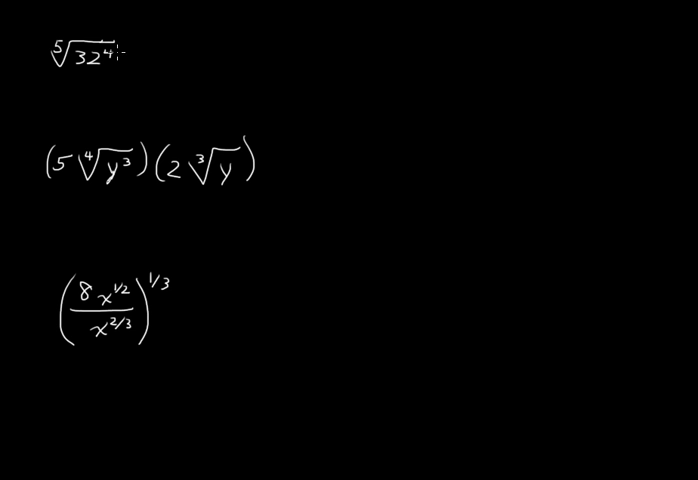 ⁵√32⁴
(5 ⁴√y³)(2 ³√y)
(8x^1/2 / x^2/3)^1/3